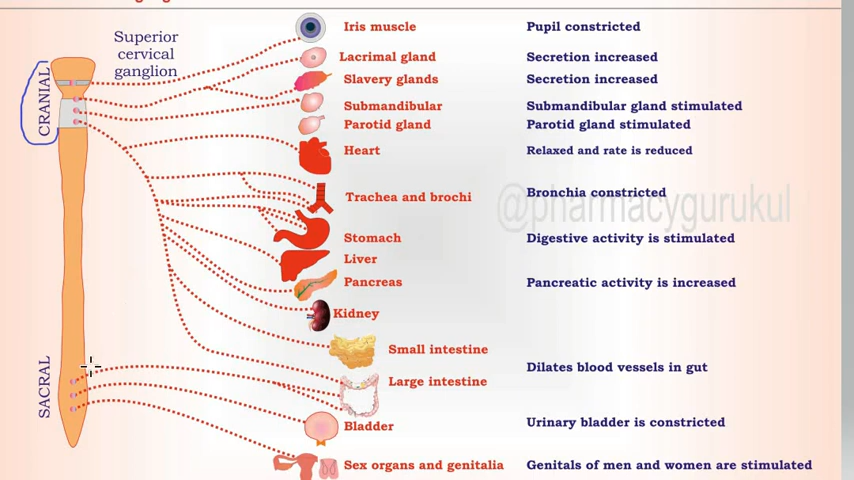 Superior
cervical
ganglion
CRANIAL
SACRAL
Iris muscle Pupil constricted
Lacrimal gland Secretion increased
Slavery glands Secretion increased
Submandibular Submandibular gland stimulated
Parotid gland Parotid gland stimulated
Heart Relaxed and rate is reduced
Trachea and brochi Bronchia constricted
@pharmacygurukul
Stomach Digestive activity is stimulated
Liver
Pancreas Pancreatic activity is increased
Kidney
Small intestine
Dilates blood vessels in gut
Large intestine
Bladder Urinary bladder is constricted
Sex organs and genitalia Genitals of men and women are stimulated